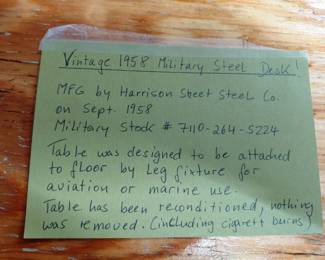 Vintage 1958 Military Steel Desk!
MFG by Harrison Sheet Steel Co.
on Sept. 1958
Military Stock # 7110-264-5224
Table was designed to be attached
to floor by Leg fixture for
aviation or marine use.
Table has been reconditioned, nothing
was removed. (including cigarett burns)